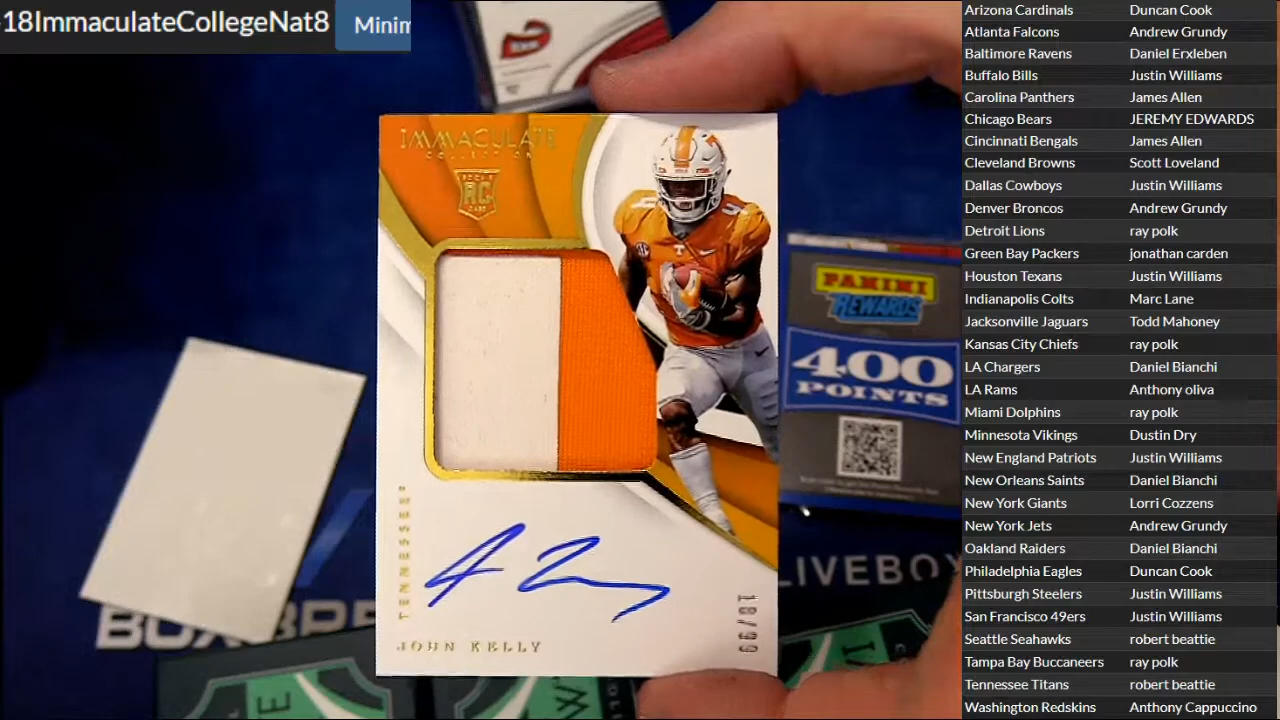 -18ImmaculateCollegeNat8
Minim
IMMACULATE
COLLECTION
ROOKIE
RC
CARD
TENNESSEE
JOHN KELLY
18/99
PANINI
REWARDS
400
POINTS
LIVEBOX
BOXBR
Arizona Cardinals Duncan Cook
Atlanta Falcons Andrew Grundy
Baltimore Ravens Daniel Erxleben
Buffalo Bills Justin Williams
Carolina Panthers James Allen
Chicago Bears JEREMY EDWARDS
Cincinnati Bengals James Allen
Cleveland Browns Scott Loveland
Dallas Cowboys Justin Williams
Denver Broncos Andrew Grundy
Detroit Lions ray polk
Green Bay Packers jonathan carden
Houston Texans Justin Williams
Indianapolis Colts Marc Lane
Jacksonville Jaguars Todd Mahoney
Kansas City Chiefs ray polk
LA Chargers Daniel Bianchi
LA Rams Anthony oliva
Miami Dolphins ray polk
Minnesota Vikings Dustin Dry
New England Patriots Justin Williams
New Orleans Saints Daniel Bianchi
New York Giants Lorri Cozzens
New York Jets Andrew Grundy
Oakland Raiders Daniel Bianchi
Philadelphia Eagles Duncan Cook
Pittsburgh Steelers Justin Williams
San Francisco 49ers Justin Williams
Seattle Seahawks robert beattie
Tampa Bay Buccaneers ray polk
Tennessee Titans robert beattie
Washington Redskins Anthony Cappuccino